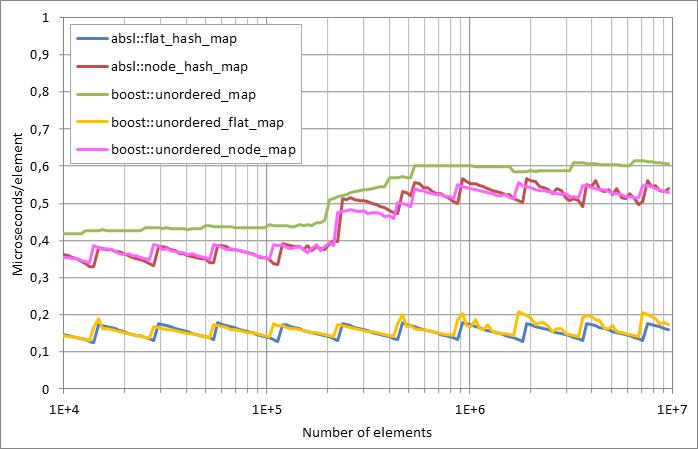 1
0,9
0,8
0,7
0,6
0,5
0,4
0,3
0,2
0,1
0
Microseconds/element
absl::flat_hash_map
absl::node_hash_map
boost::unordered_map
boost::unordered_flat_map
boost::unordered_node_map
1E+4
1E+5
1E+6
1E+7
Number of elements